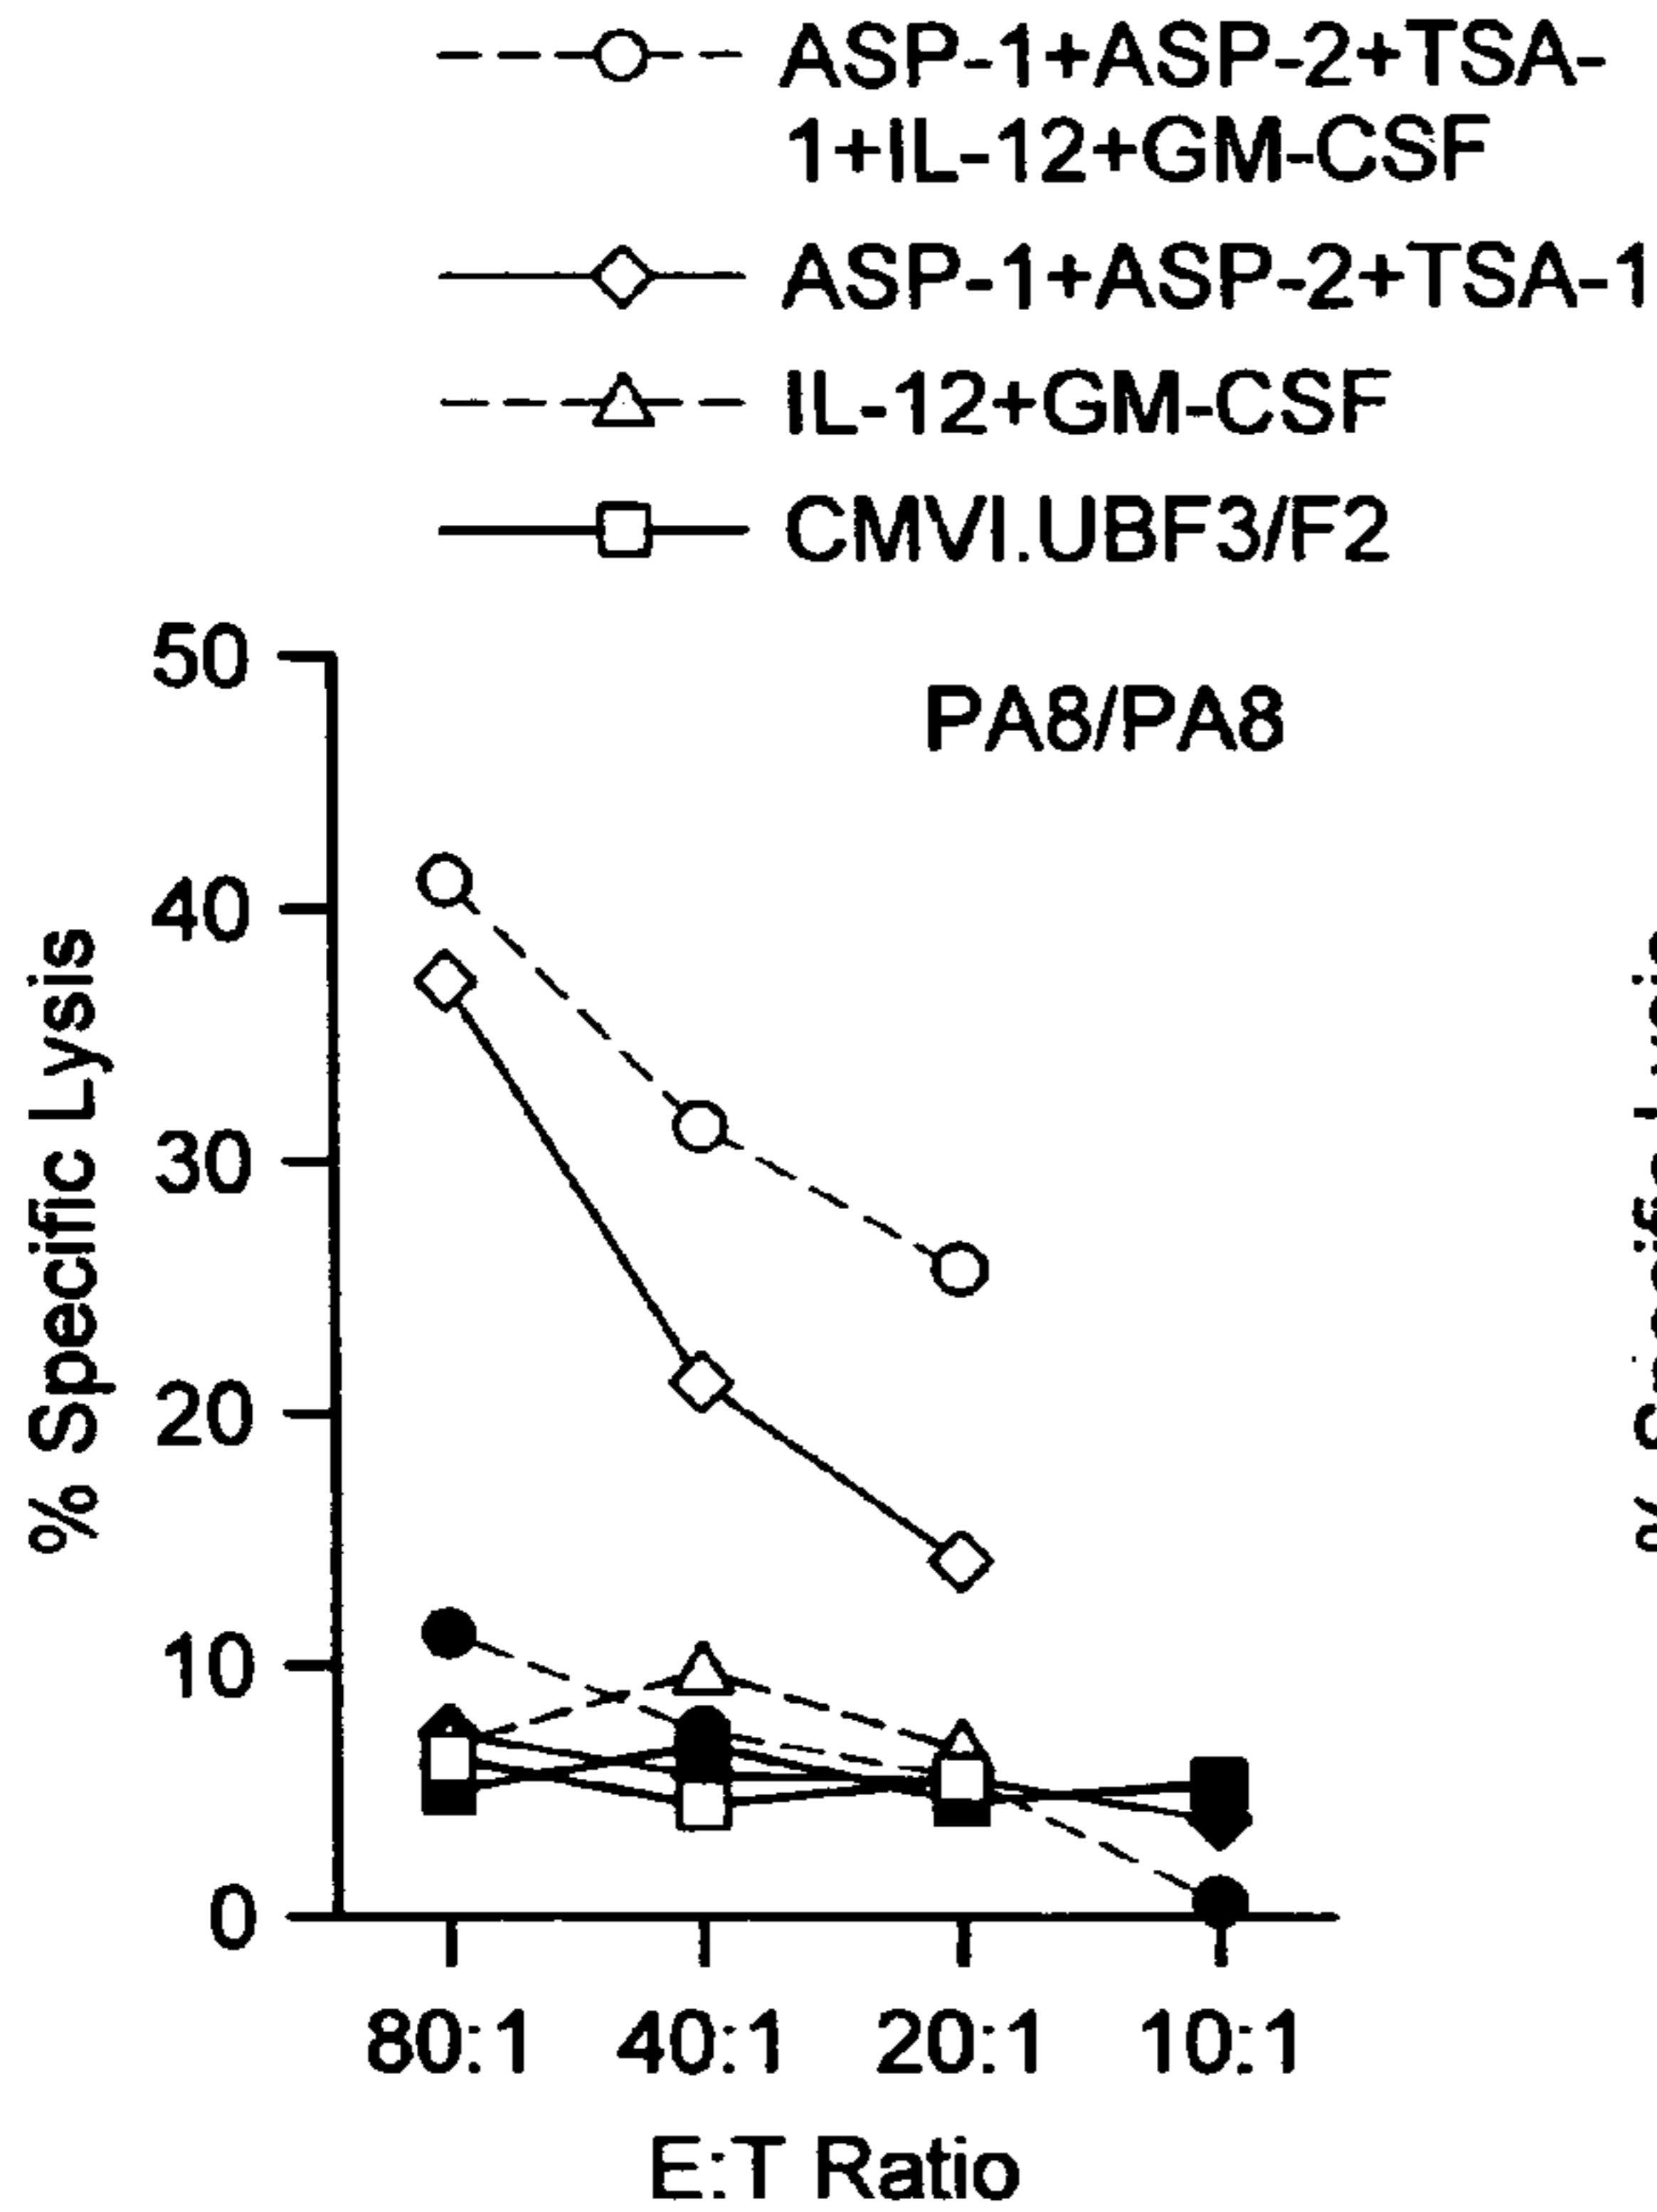 ASP-1+ASP-2+TSA-
1+IL-12+GM-CSF
ASP-1+ASP-2+TSA-1
IL-12+GM-CSF
CMVI.UBF3/F2
PA8/PA8
50
40
30
20
10
0
% Specific Lysis
80:1 40:1 20:1 10:1
E:T Ratio